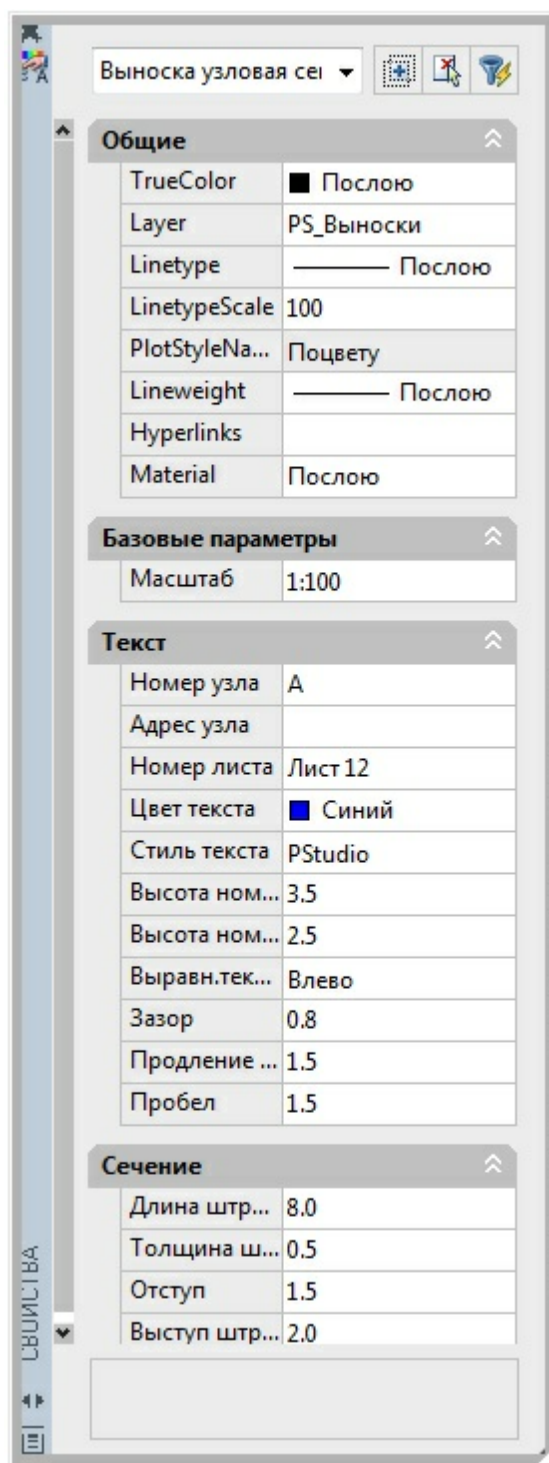 Выноска узловая се
Общие
TrueColor Послою
Layer PS_Выноски
Linetype Послою
LinetypeScale 100
PlotStyleNa... Поцвету
Lineweight Послою
Hyperlinks
Material Послою
Базовые параметры
Масштаб 1:100
Текст
Номер узла А
Адрес узла
Номер листа Лист 12
Цвет текста Синий
Стиль текста PStudio
Высота ном... 3.5
Высота ном... 2.5
Выравн.тек... Влево
Зазор 0.8
Продление ... 1.5
Пробел 1.5
Сечение
Длина штр... 8.0
Толщина ш... 0.5
Отступ 1.5
Выступ штр... 2.0
СВОЙСТВА